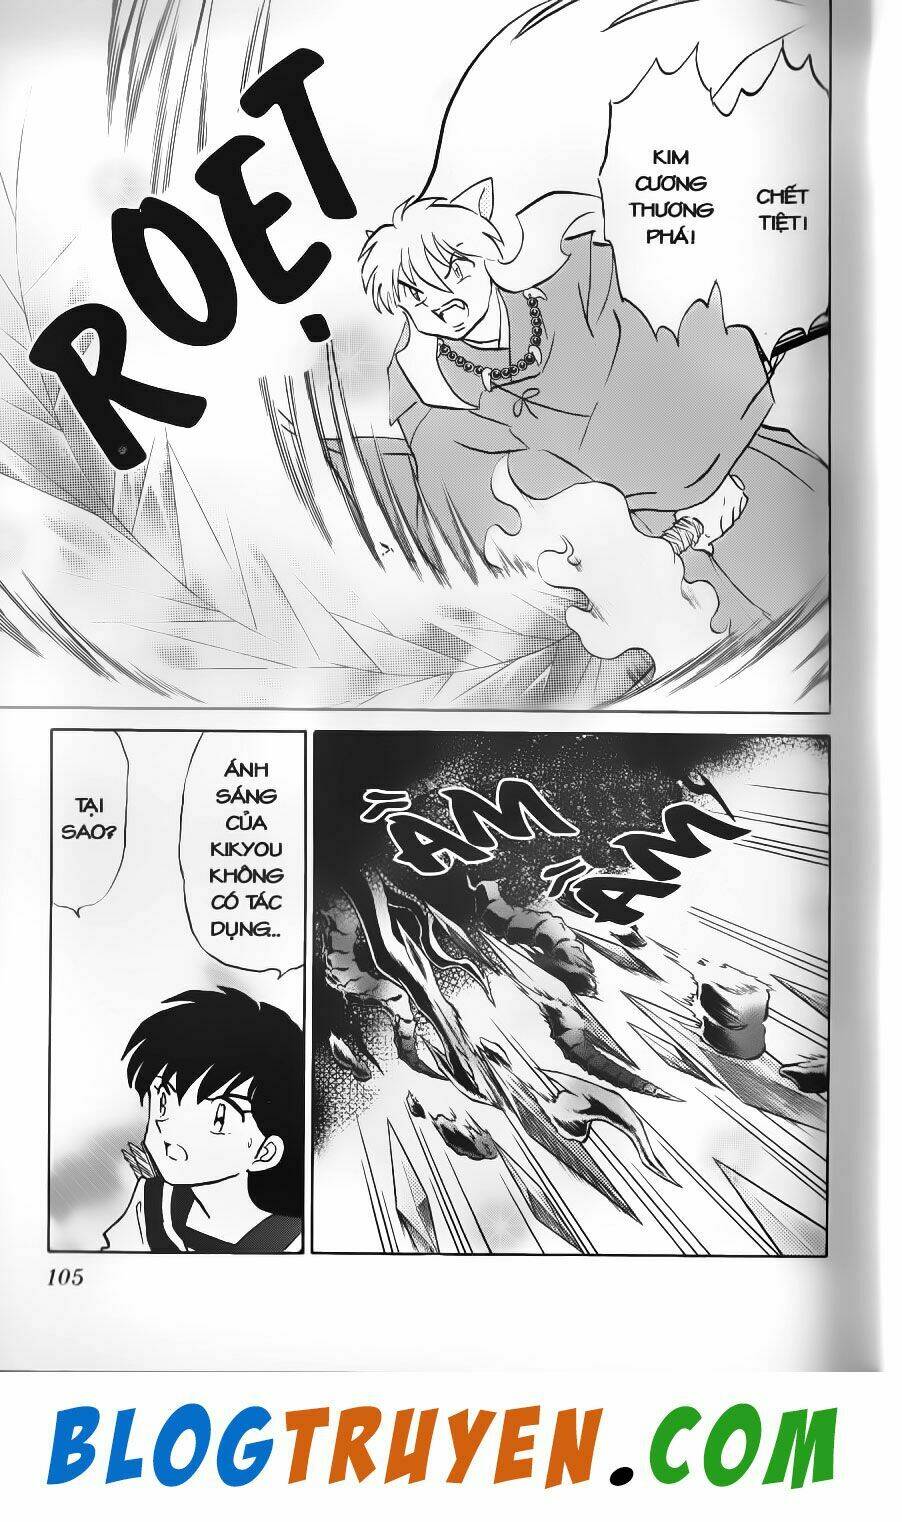 CHẾT
TIỆT!
KIM
CƯƠNG
THƯƠNG
PHÁ!
ROẸT
ẦM
ẦM
ÁNH
SÁNG
CỦA
KIKYOU
KHÔNG
CÓ TÁC
DỤNG..
TẠI
SAO?
105
BLOGTRUYEN.COM